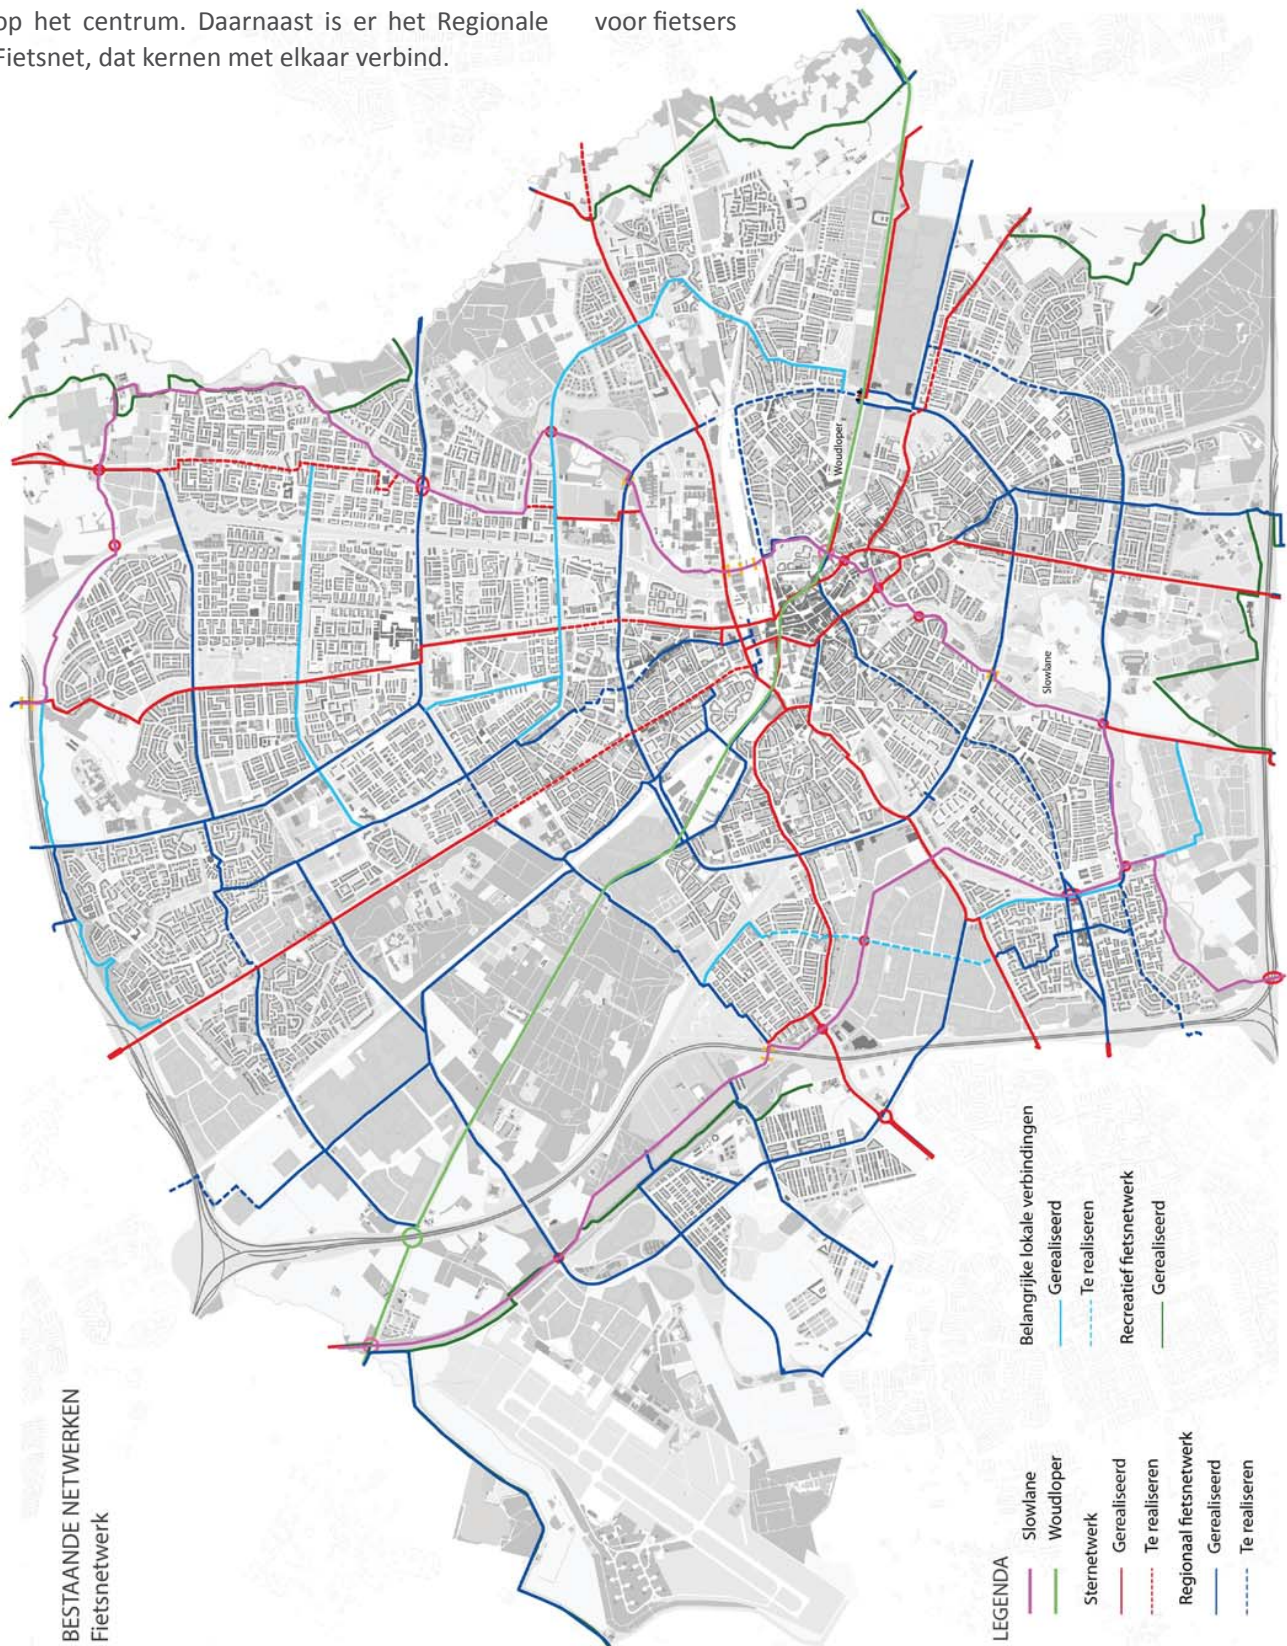 op het centrum. Daarnaast is er het Regionale
Fietsnet, dat kernen met elkaar verbind.
voor fietsers
BESTAANDE NETWERKEN
Fietsnetwerk
Woudloper
Slowlane
LEGENDA
Slowlane
Woudloper
Sternetwerk
Gerealiseerd
Te realiseren
Regionaal fietsnetwerk
Gerealiseerd
Te realiseren
Belangrijke lokale verbindingen
Gerealiseerd
Te realiseren
Recreatief fietsnetwerk
Gerealiseerd